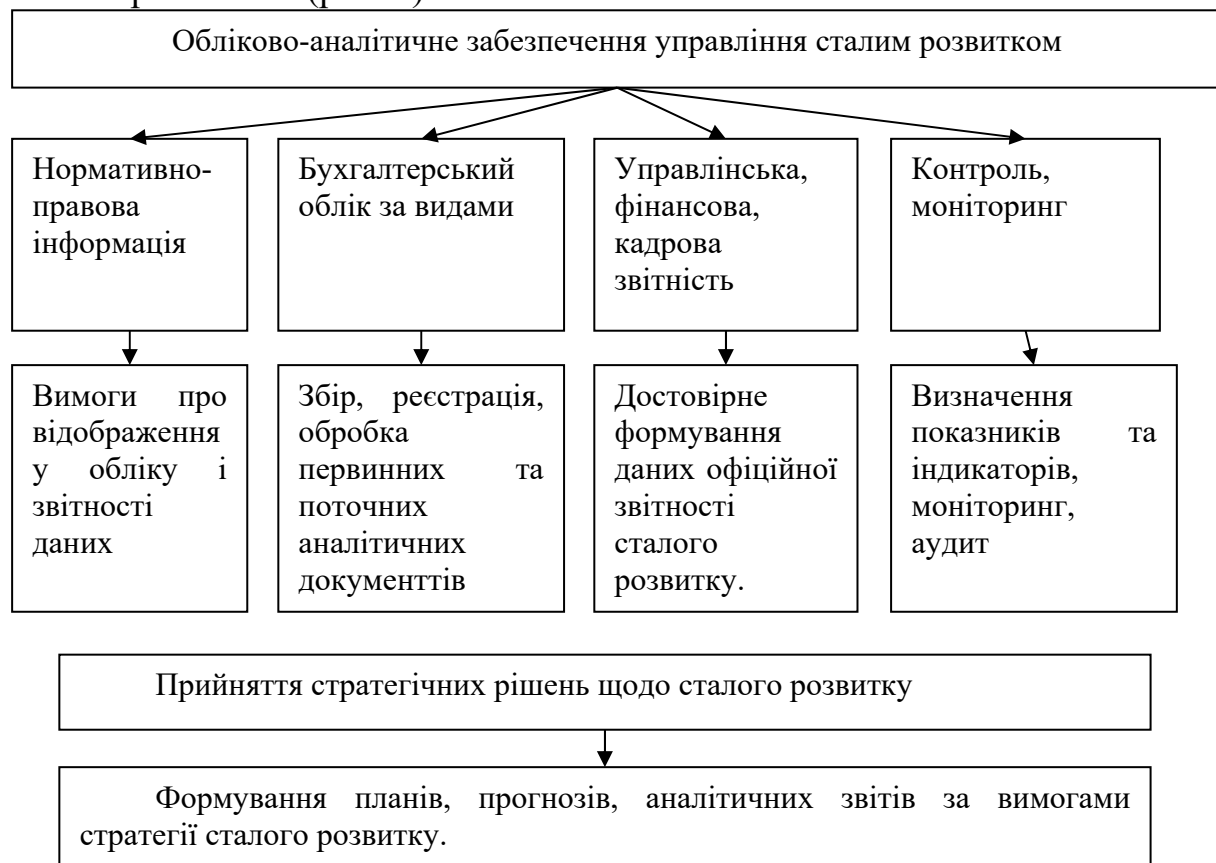 Обліково-аналітичне забезпечення управління сталим розвитком
Нормативно-
правова
інформація
Бухгалтерський
облік за видами
Управлінська,
фінансова,
кадрова
звітність
Контроль,
моніторинг
Вимоги про
відображення
у обліку і
звітності
даних
Збір, реєстрація,
обробка
первинних та
поточних
аналітичних
документтів
Достовірне
формування
даних офіційної
звітності
сталого
розвитку.
Визначення
показників та
індикаторів,
моніторинг,
аудит
Прийняття стратегічних рішень щодо сталого розвитку
Формування планів, прогнозів, аналітичних звітів за вимогами
стратегії сталого розвитку.